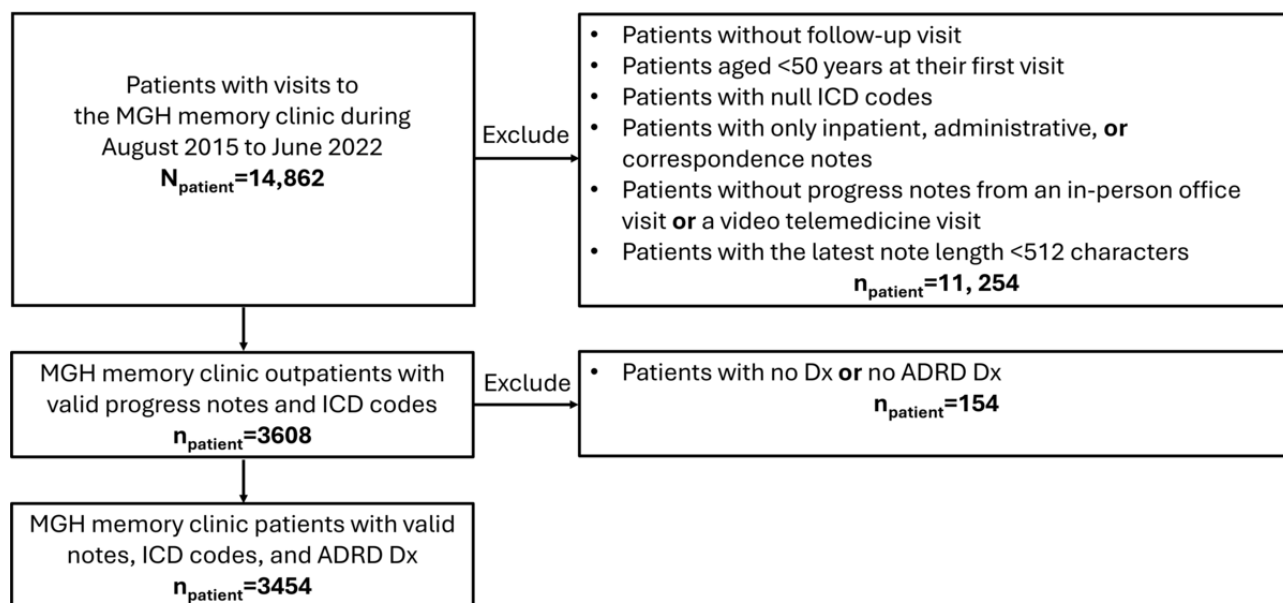 Patients with visits to
the MGH memory clinic during
August 2015 to June 2022
Npatient=14,862
Exclude
• Patients without follow-up visit
• Patients aged <50 years at their first visit
• Patients with null ICD codes
• Patients with only inpatient, administrative, or
correspondence notes
• Patients without progress notes from an in-person office
visit or a video telemedicine visit
• Patients with the latest note length <512 characters
npatient=11, 254
MGH memory clinic outpatients with
valid progress notes and ICD codes
npatient=3608
Exclude
• Patients with no Dx or no ADRD Dx
npatient=154
MGH memory clinic patients with valid
notes, ICD codes, and ADRD Dx
npatient=3454